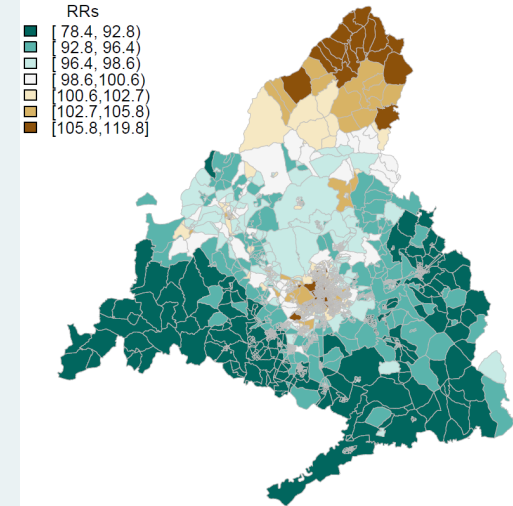 RRs
[ 78.4, 92.8)
[ 92.8, 96.4)
[ 96.4, 98.6)
[ 98.6,100.6)
[100.6,102.7)
[102.7,105.8)
[105.8,119.8]